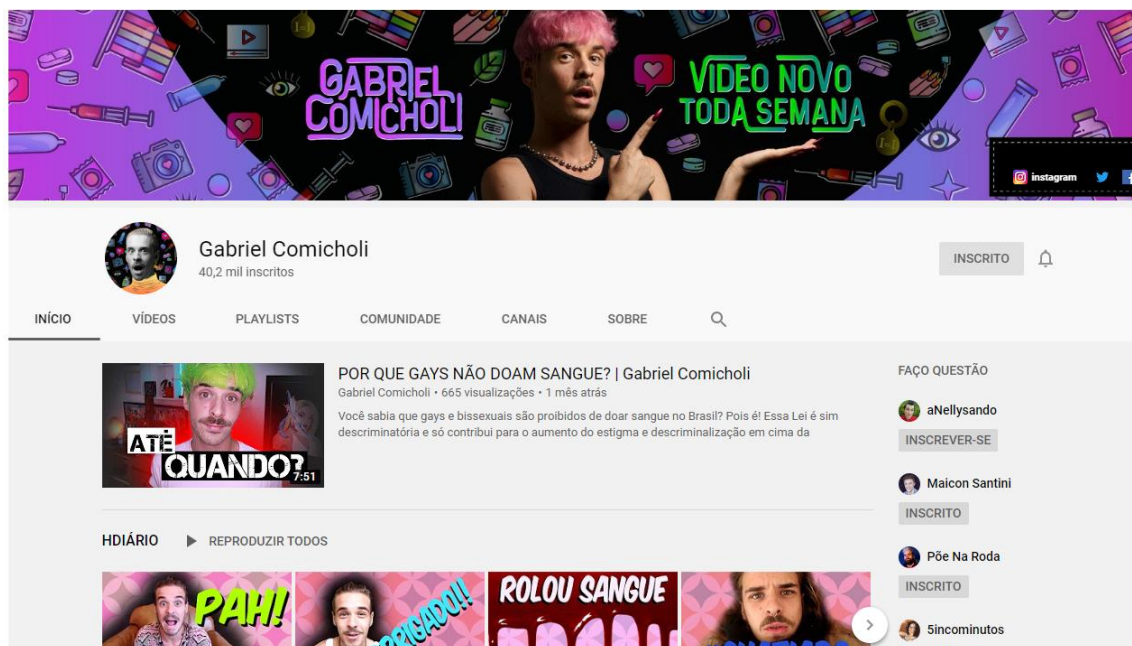 GABRIEL
COMICHOLI
VIDEO NOVO
TODA SEMANA
instagram
Gabriel Comicholi
40,2 mil inscritos
INSCRITO
INÍCIO VÍDEOS PLAYLISTS COMUNIDADE CANAIS SOBRE
ATÉ
QUANDO?
7:51
POR QUE GAYS NÃO DOAM SANGUE? | Gabriel Comicholi
Gabriel Comicholi • 665 visualizações • 1 mês atrás
Você sabia que gays e bissexuais são proibidos de doar sangue no Brasil? Pois é! Essa Lei é sim
descriminatória e só contribui para o aumento do estigma e descriminalização em cima da
FAÇO QUESTÃO
aNellysando
INSCREVER-SE
Maicon Santini
INSCRITO
Põe Na Roda
INSCRITO
5incominutos
HDIÁRIO REPRODUZIR TODOS
PAH!
ROLOU SANGUE